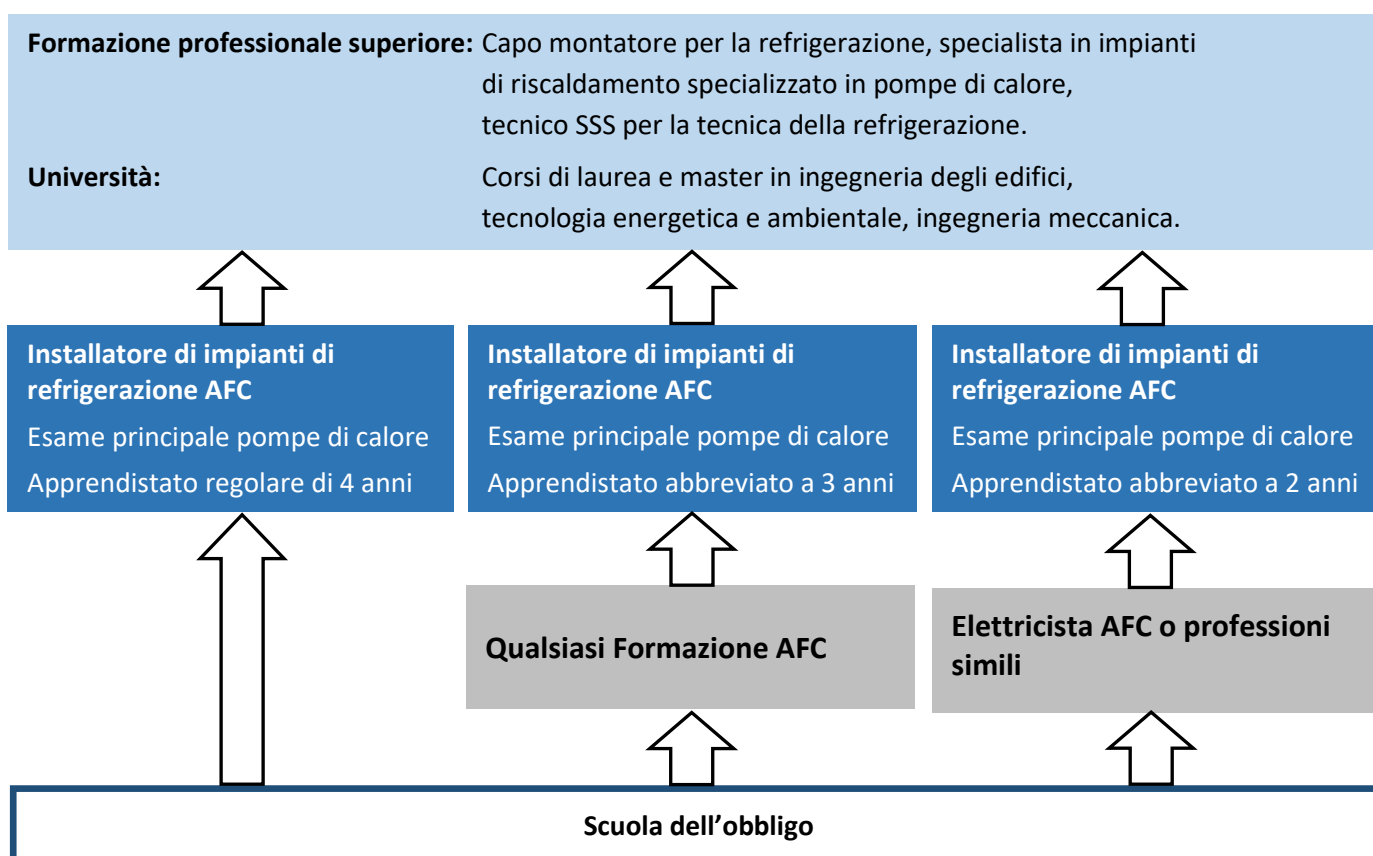 Formazione professionale superiore: Capo montatore per la refrigerazione, specialista in impianti
di riscaldamento specializzato in pompe di calore,
tecnico SSS per la tecnica della refrigerazione.
Università: Corsi di laurea e master in ingegneria degli edifici,
tecnologia energetica e ambientale, ingegneria meccanica.
Installatore di impianti di
refrigerazione AFC
Esame principale pompe di calore
Apprendistato regolare di 4 anni
Installatore di impianti di
refrigerazione AFC
Esame principale pompe di calore
Apprendistato abbreviato a 3 anni
Installatore di impianti di
refrigerazione AFC
Esame principale pompe di calore
Apprendistato abbreviato a 2 anni
Qualsiasi Formazione AFC
Elettricista AFC o professioni
simili
Scuola dell’obbligo